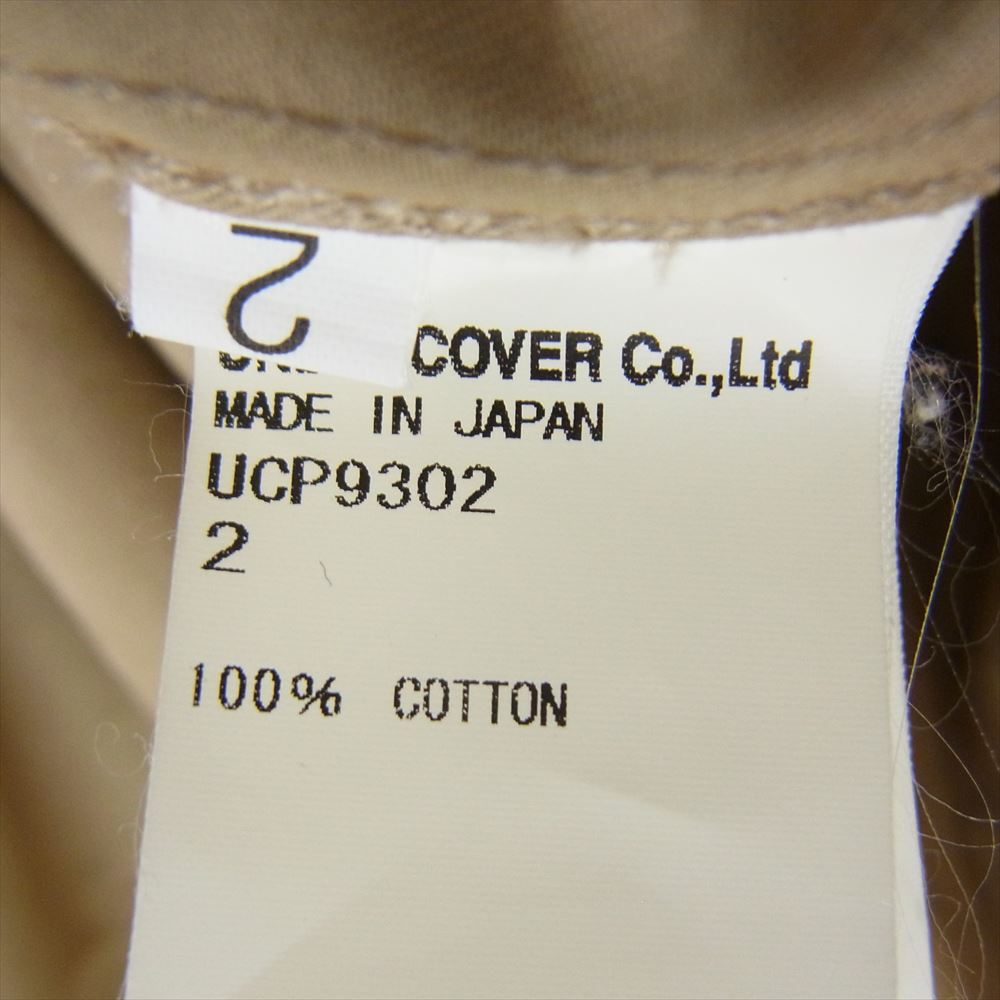 2
COVER Co.,Ltd
MADE IN JAPAN
UCP9302
2
100% COTTON